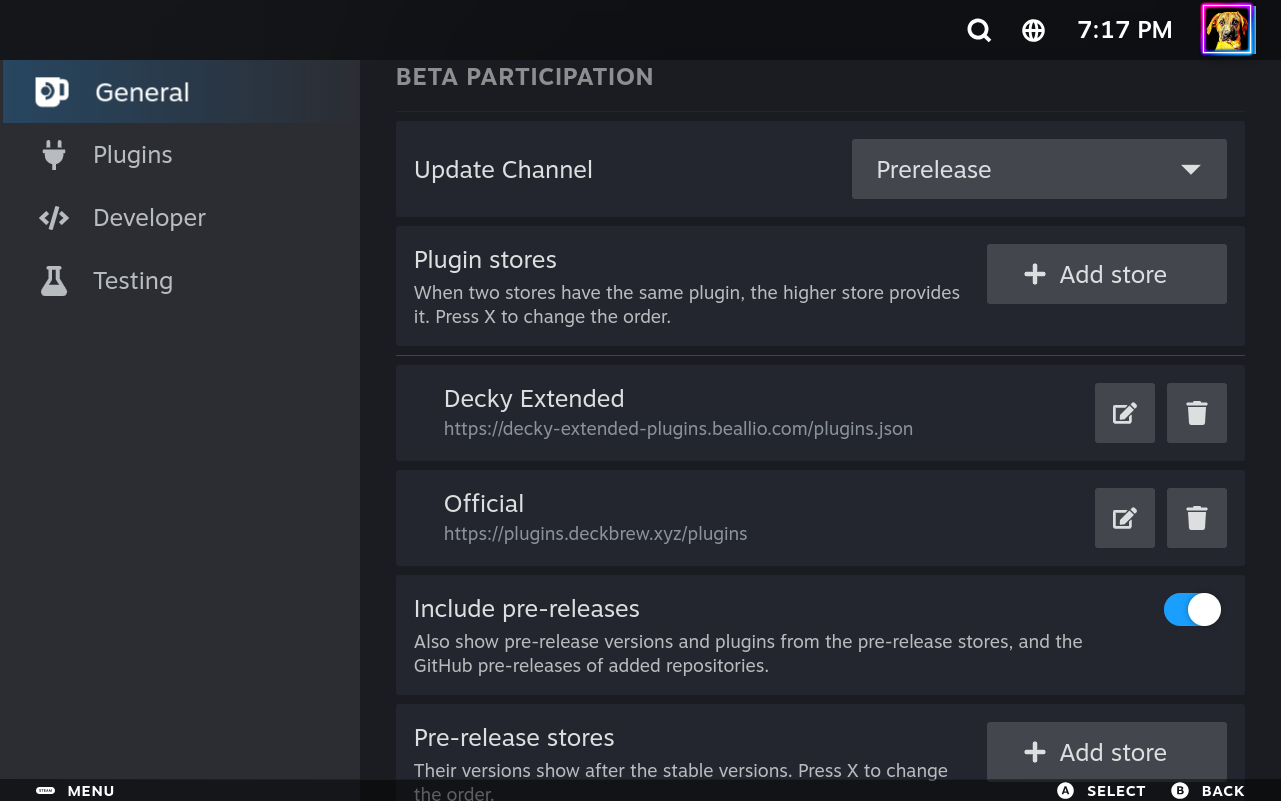 7:17 PM
General
Plugins
Developer
Testing
BETA PARTICIPATION
Update Channel
Prerelease
Plugin stores
When two stores have the same plugin, the higher store provides
it. Press X to change the order.
Add store
Decky Extended
https://decky-extended-plugins.beallio.com/plugins.json
Official
https://plugins.deckbrew.xyz/plugins
Include pre-releases
Also show pre-release versions and plugins from the pre-release stores, and the
GitHub pre-releases of added repositories.
Pre-release stores
Their versions show after the stable versions. Press X to change
the order.
Add store
STEAM
MENU
A SELECT
B BACK